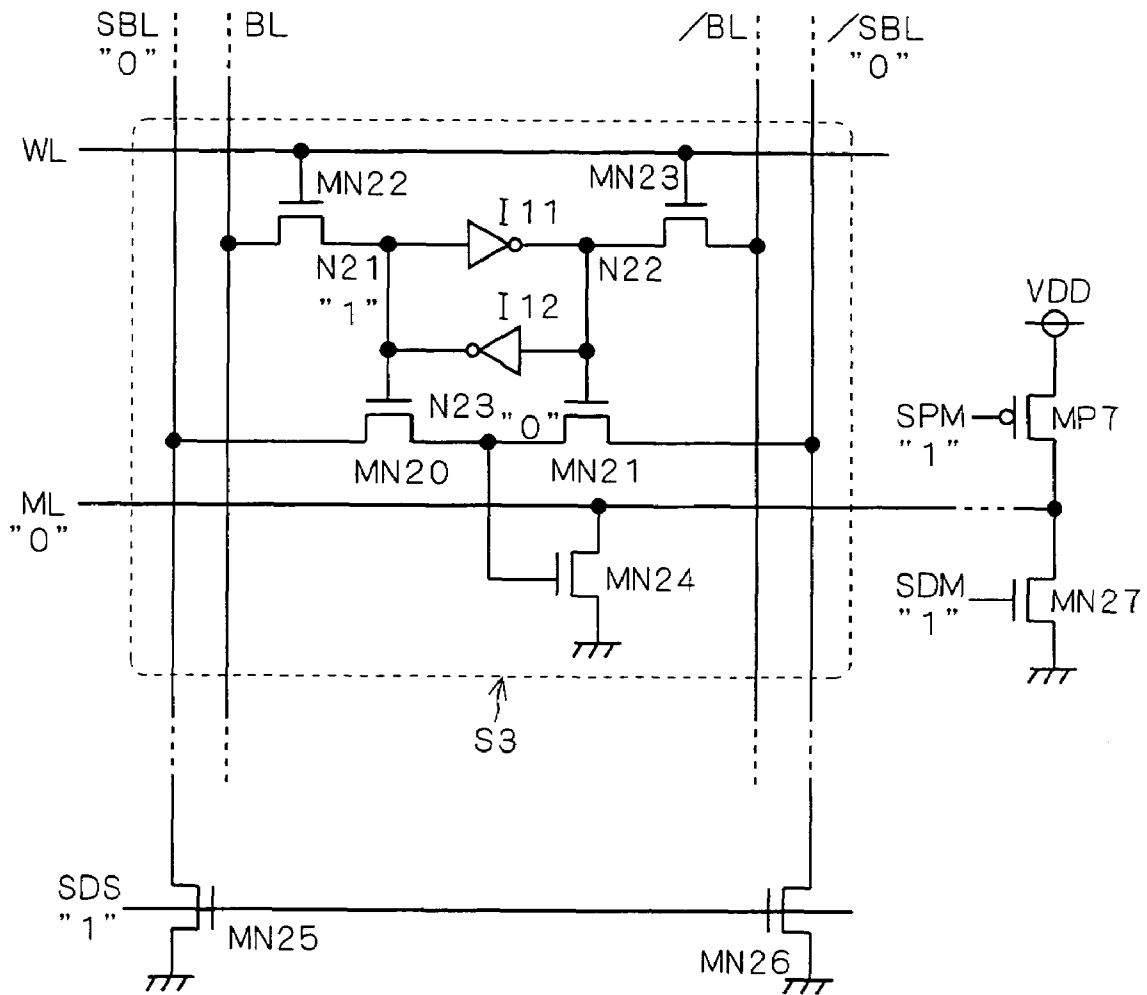 SBL
"0"
BL
/BL
/SBL
"0"
WL
MN22
MN23
I11
N21
"1"
N22
I12
VDD
N23
"0"
SPM
"1"
MP7
MN20
MN21
ML
"0"
MN24
SDM
"1"
MN27
S3
SDS
"1"
MN25
MN26